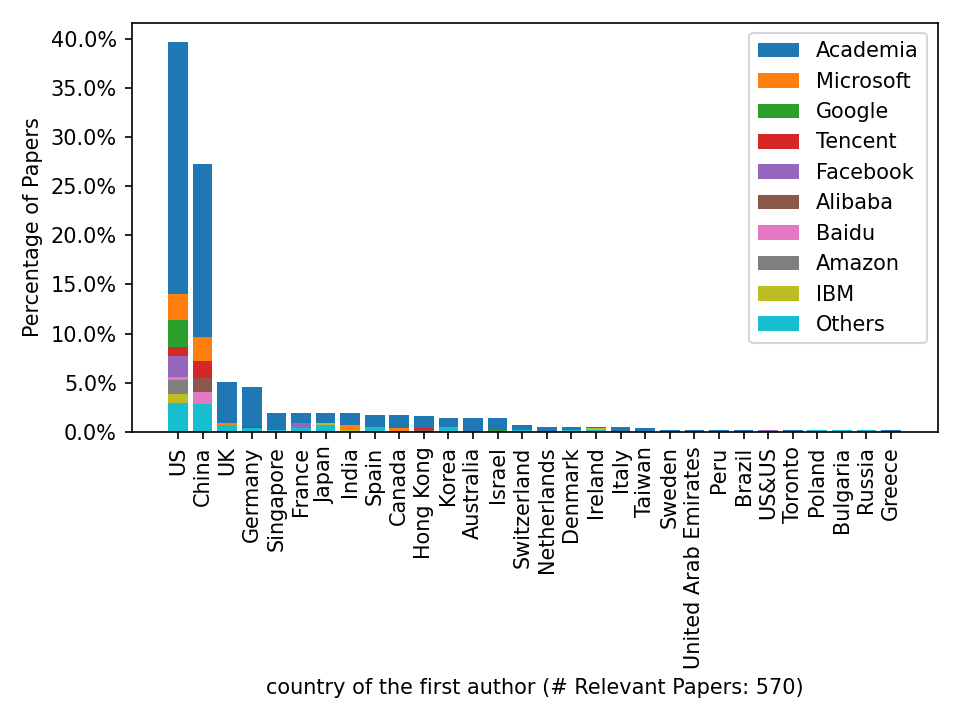 40.0%
35.0%
30.0%
25.0%
20.0%
15.0%
10.0%
5.0%
0.0%
Percentage of Papers
Academia
Microsoft
Google
Tencent
Facebook
Alibaba
Baidu
Amazon
IBM
Others
US
China
UK
Germany
Singapore
France
Japan
India
Spain
Canada
Hong Kong
Korea
Australia
Israel
Switzerland
Netherlands
Denmark
Ireland
Italy
Taiwan
Sweden
United Arab Emirates
Peru
Brazil
US&US
Toronto
Poland
Bulgaria
Russia
Greece
country of the first author (# Relevant Papers: 570)